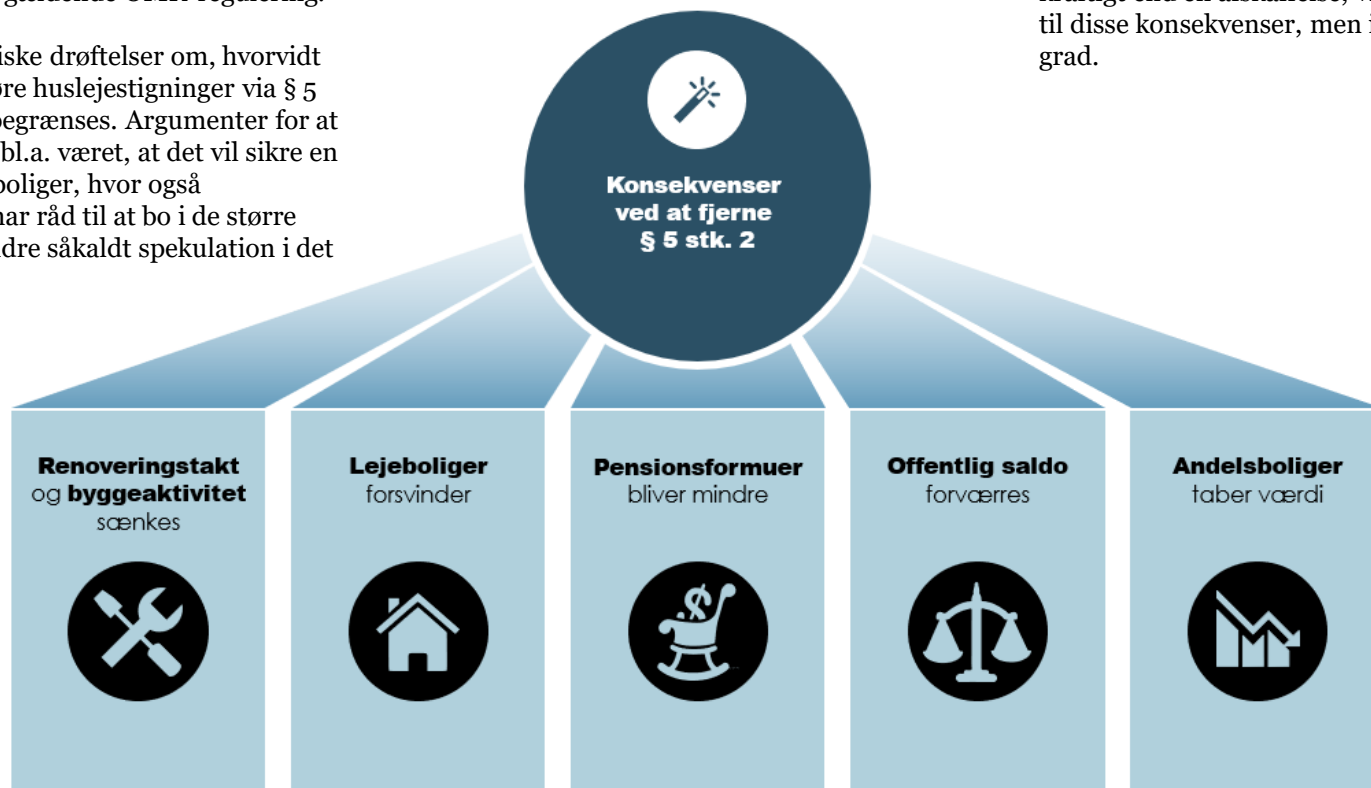 iske drøftelser om, hvorvidt
re huslejestigninger via § 5
egrænses. Argumenter for at
bl.a. været, at det vil sikre en
boliger, hvor også
har råd til at bo i de større
dre såkaldt spekulation i det
til disse konsekvenser, men i
grad.
Konsekvenser
ved at fjerne
§ 5 stk. 2
Renoveringstakt
og byggeaktivitet
sænkes
Lejeboliger
forsvinder
Pensionsformuer
bliver mindre
Offentlig saldo
forværres
Andelsboliger
taber værdi